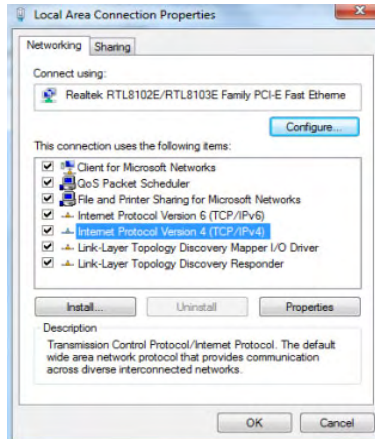 Local Area Connection Properties
Networking Sharing
Connect using:
Realtek RTL8102E/RTL8103E Family PCI-E Fast Etherne
Configure...
This connection uses the following items:
Client for Microsoft Networks
QoS Packet Scheduler
File and Printer Sharing for Microsoft Networks
Internet Protocol Version 6 (TCP/IPv6)
Internet Protocol Version 4 (TCP/IPv4)
Link-Layer Topology Discovery Mapper I/O Driver
Link-Layer Topology Discovery Responder
Install... Uninstall Properties
Description
Transmission Control Protocol/Internet Protocol. The default
wide area network protocol that provides communication
across diverse interconnected networks.
OK Cancel